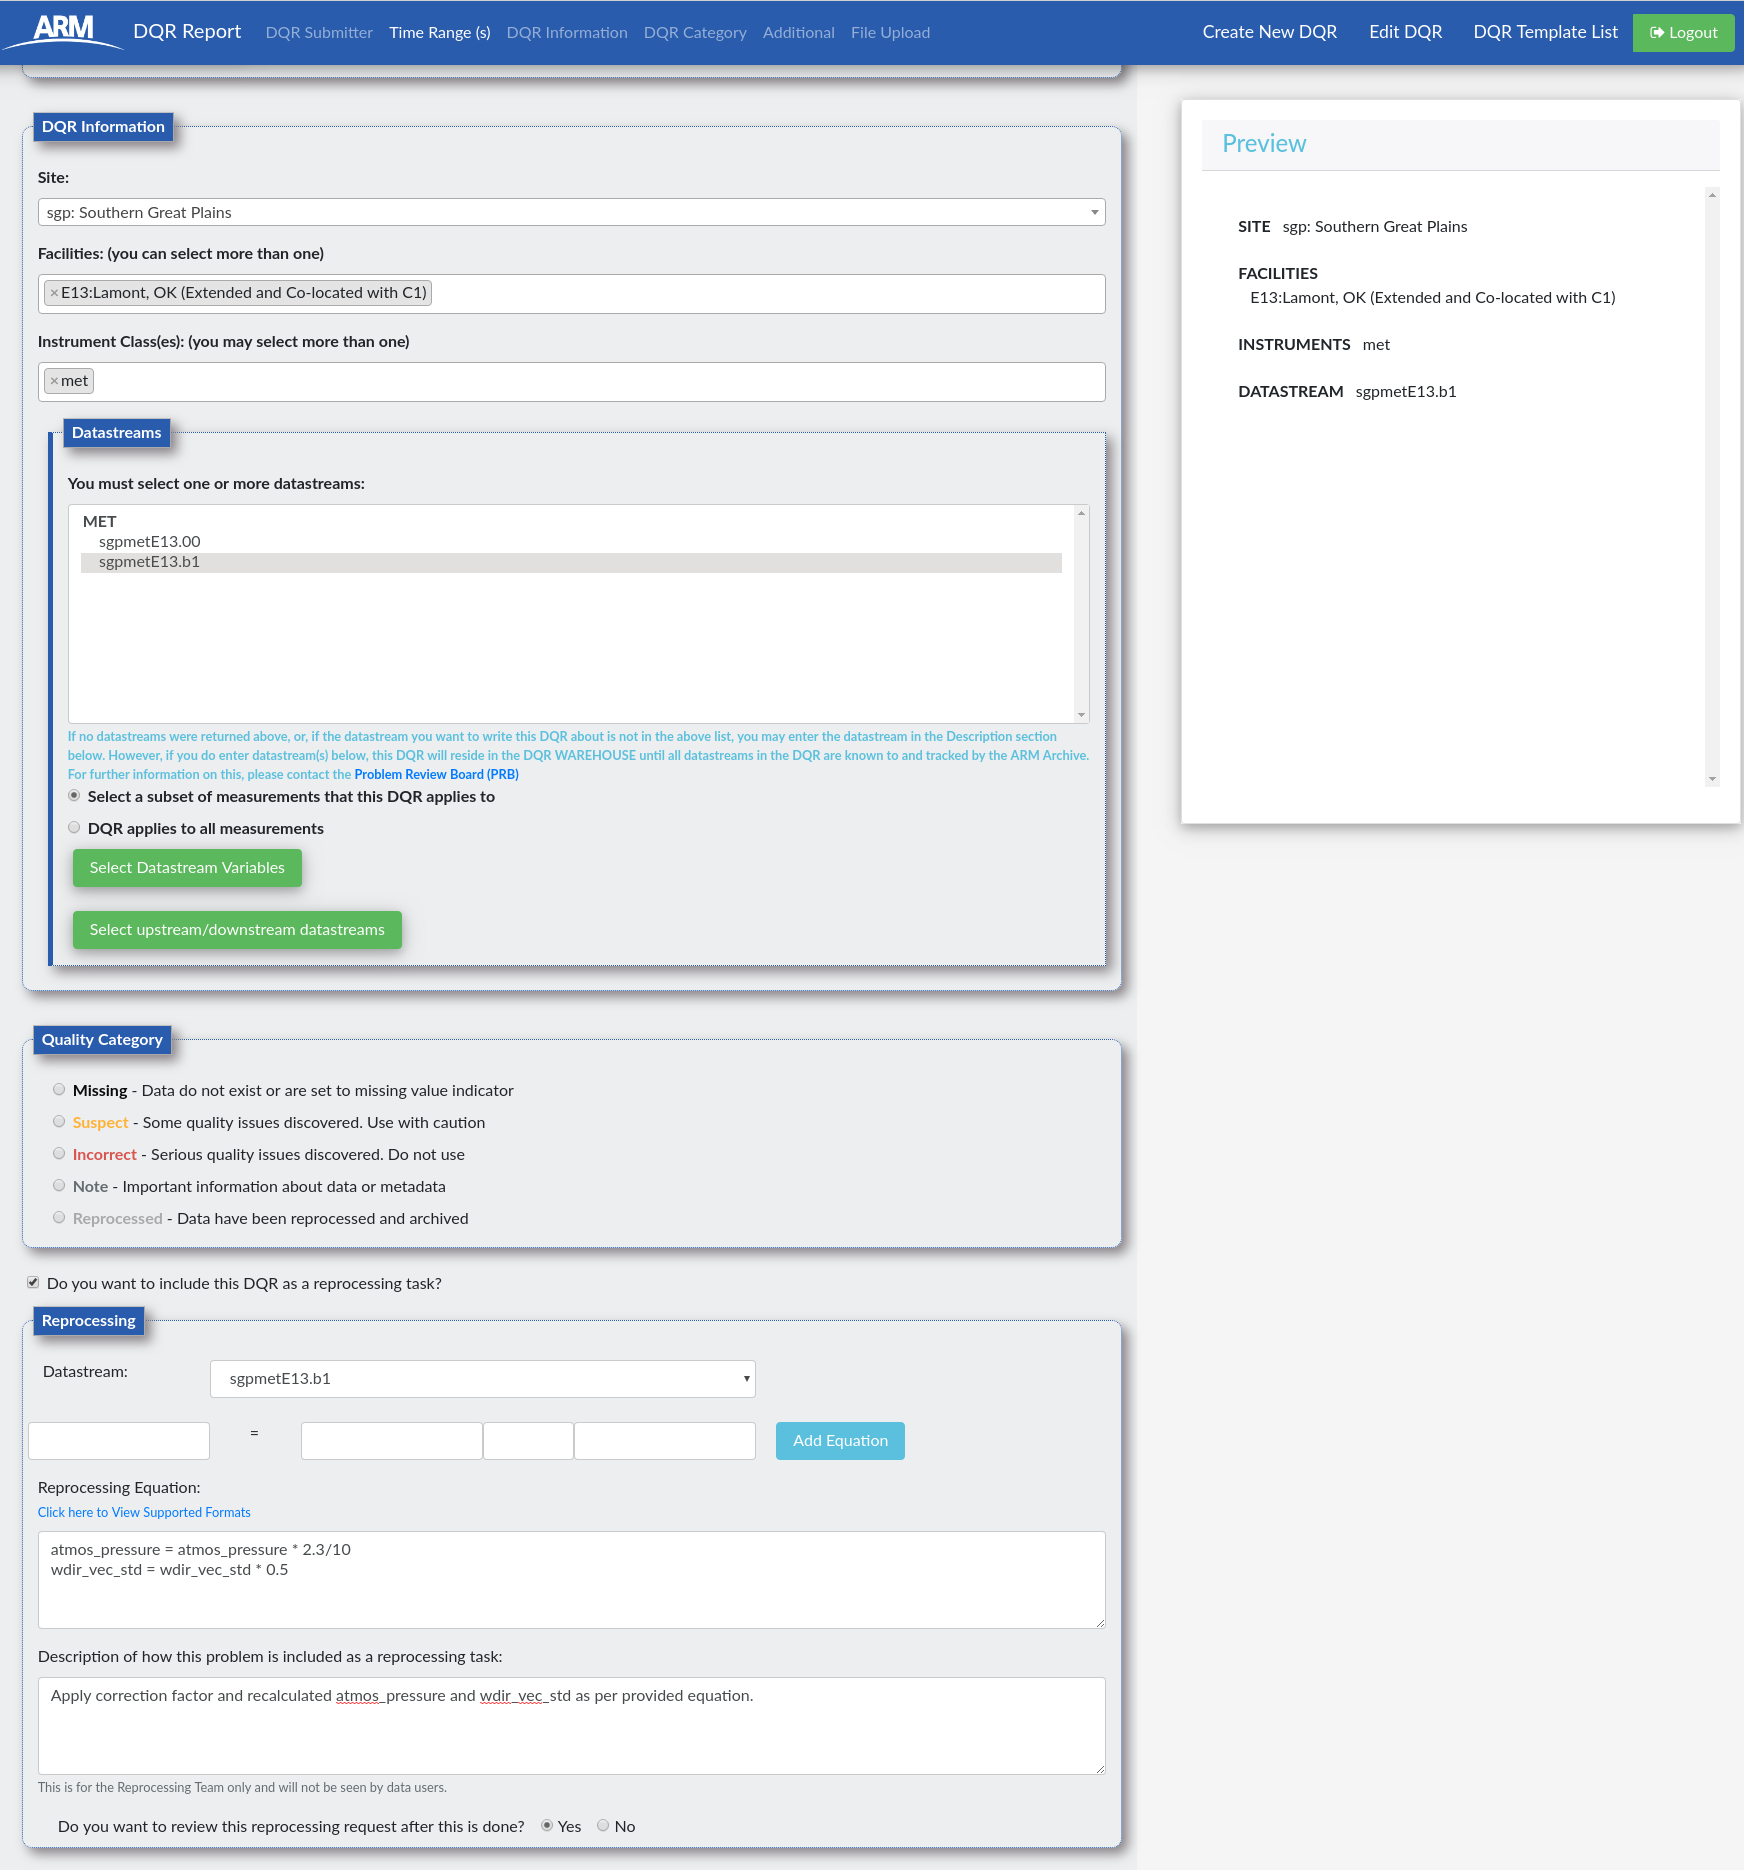 ARM
DQR Report
DQR Submitter
Time Range (s)
DQR Information
DQR Category
Additional
File Upload
Create New DQR
Edit DQR
DQR Template List
Logout
DQR Information
Site:
sgp: Southern Great Plains
Facilities: (you can select more than one)
×E13:Lamont, OK (Extended and Co-located with C1)
Instrument Class(es): (you may select more than one)
×met
Datastreams
You must select one or more datastreams:
MET
sgpmetE13.00
sgpmetE13.b1
If no datastreams were returned above, or, if the datastream you want to write this DQR about is not in the above list, you may enter the datastream in the Description section
below. However, if you do enter datastream(s) below, this DQR will reside in the DQR WAREHOUSE until all datastreams in the DQR are known to and tracked by the ARM Archive.
For further information on this, please contact the Problem Review Board (PRB)
Select a subset of measurements that this DQR applies to
DQR applies to all measurements
Select Datastream Variables
Select upstream/downstream datastreams
Quality Category
Missing - Data do not exist or are set to missing value indicator
Suspect - Some quality issues discovered. Use with caution
Incorrect - Serious quality issues discovered. Do not use
Note - Important information about data or metadata
Reprocessed - Data have been reprocessed and archived
Do you want to include this DQR as a reprocessing task?
Reprocessing
Datastream:
sgpmetE13.b1
=
Add Equation
Reprocessing Equation:
Click here to View Supported Formats
atmos_pressure = atmos_pressure * 2.3/10
wdir_vec_std = wdir_vec_std * 0.5
Description of how this problem is included as a reprocessing task:
Apply correction factor and recalculated atmos_pressure and wdir_vec_std as per provided equation.
This is for the Reprocessing Team only and will not be seen by data users.
Do you want to review this reprocessing request after this is done? Yes No
Preview
SITE sgp: Southern Great Plains
FACILITIES
E13:Lamont, OK (Extended and Co-located with C1)
INSTRUMENTS met
DATASTREAM sgpmetE13.b1